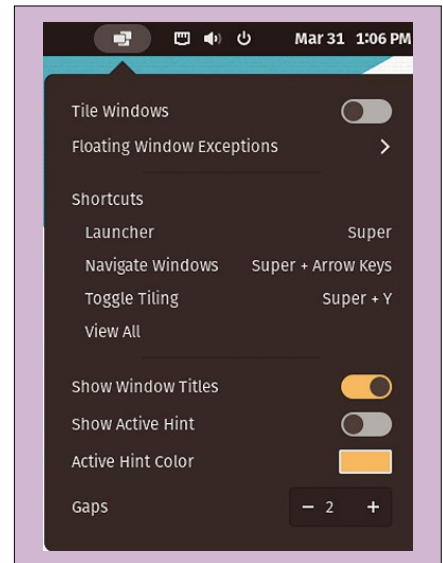 Mar 31 1:06 PM
Tile Windows
Floating Window Exceptions
Shortcuts
Launcher Super
Navigate Windows Super + Arrow Keys
Toggle Tiling Super + Y
View All
Show Window Titles
Show Active Hint
Active Hint Color
Gaps − 2 +